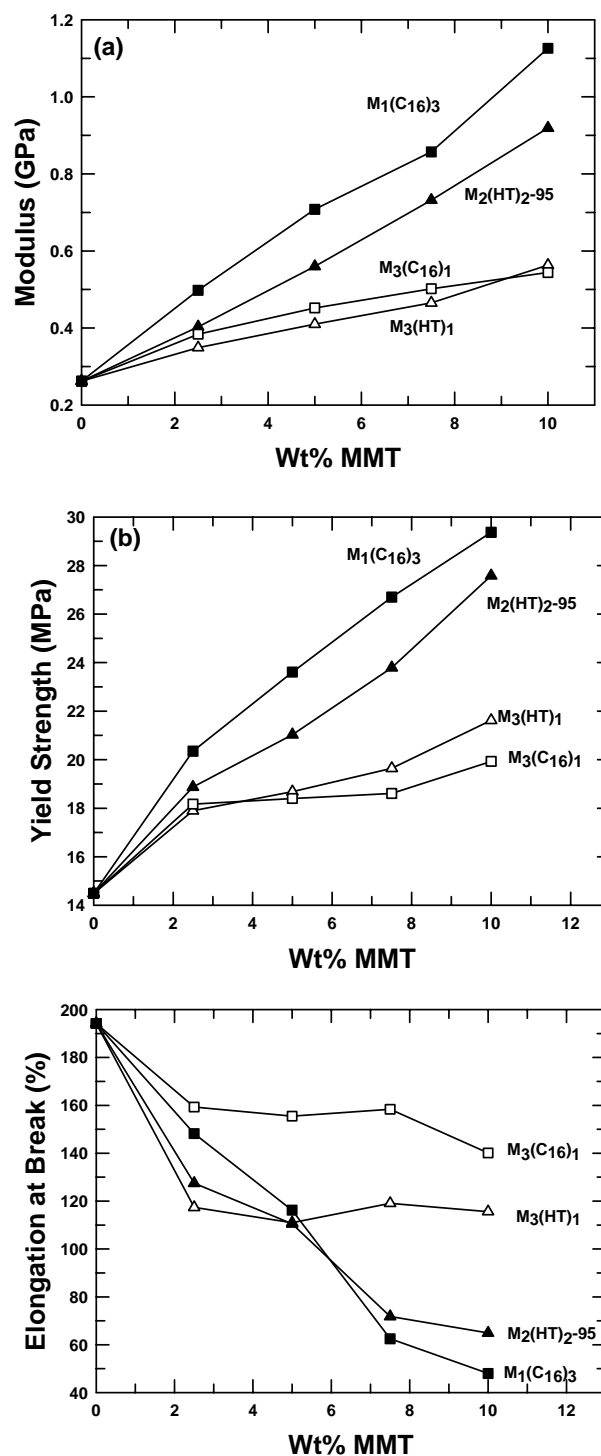 (a)
1.2
1.0
0.8
0.6
0.4
0.2
Modulus (GPa)
M1(C16)3
M2(HT)2-95
M3(C16)1
M3(HT)1
0 2 4 6 8 10
Wt% MMT
(b)
30
28
26
24
22
20
18
16
14
Yield Strength (MPa)
M1(C16)3
M2(HT)2-95
M3(HT)1
M3(C16)1
0 2 4 6 8 10 12
Wt% MMT
200
180
160
140
120
100
80
60
40
Elongation at Break (%)
M3(C16)1
M3(HT)1
M2(HT)2-95
M1(C16)3
0 2 4 6 8 10 12
Wt% MMT